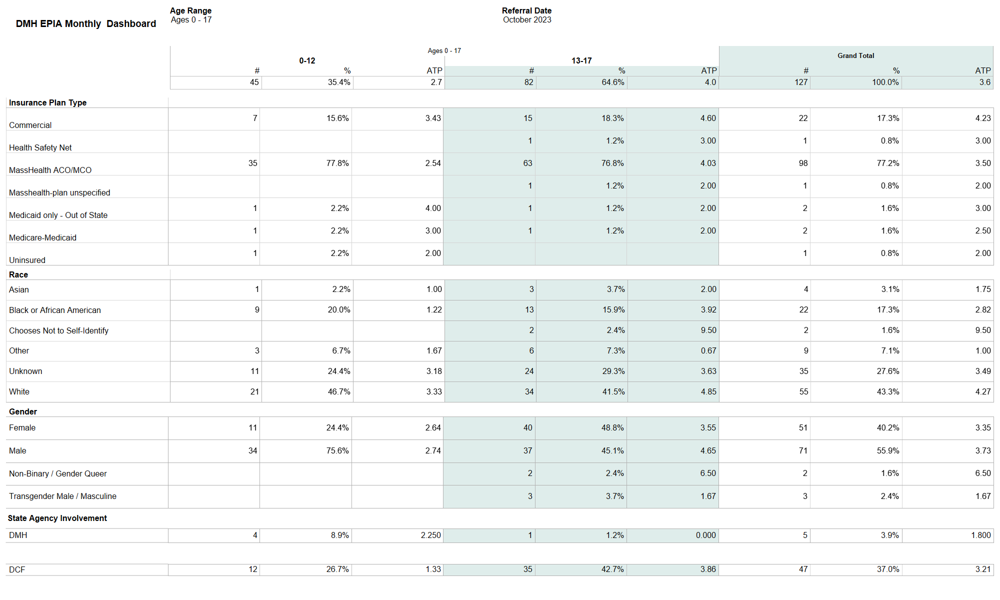 DMH EPIA Monthly Dashboard
Age Range
Ages 0 - 17
Referral Date
October 2023
Ages 0 - 17
0-12 13-17 Grand Total
# % ATP # % ATP # % ATP
45 35.4% 2.7 82 64.6% 4.0 127 100.0% 3.6
Insurance Plan Type
Commercial 7 15.6% 3.43 15 18.3% 4.60 22 17.3% 4.23
Health Safety Net 1 1.2% 3.00 1 0.8% 3.00
MassHealth ACO/MCO 35 77.8% 2.54 63 76.8% 4.03 98 77.2% 3.50
Masshealth-plan unspecified 1 1.2% 2.00 1 0.8% 2.00
Medicaid only - Out of State 1 2.2% 4.00 1 1.2% 2.00 2 1.6% 3.00
Medicare-Medicaid 1 2.2% 3.00 1 1.2% 2.00 2 1.6% 2.50
Uninsured 1 2.2% 2.00 1 0.8% 2.00
Race
Asian 1 2.2% 1.00 3 3.7% 2.00 4 3.1% 1.75
Black or African American 9 20.0% 1.22 13 15.9% 3.92 22 17.3% 2.82
Chooses Not to Self-Identify 2 2.4% 9.50 2 1.6% 9.50
Other 3 6.7% 1.67 6 7.3% 0.67 9 7.1% 1.00
Unknown 11 24.4% 3.18 24 29.3% 3.63 35 27.6% 3.49
White 21 46.7% 3.33 34 41.5% 4.85 55 43.3% 4.27
Gender
Female 11 24.4% 2.64 40 48.8% 3.55 51 40.2% 3.35
Male 34 75.6% 2.74 37 45.1% 4.65 71 55.9% 3.73
Non-Binary / Gender Queer 2 2.4% 6.50 2 1.6% 6.50
Transgender Male / Masculine 3 3.7% 1.67 3 2.4% 1.67
State Agency Involvement
DMH 4 8.9% 2.250 1 1.2% 0.000 5 3.9% 1.800
DCF 12 26.7% 1.33 35 42.7% 3.86 47 37.0% 3.21